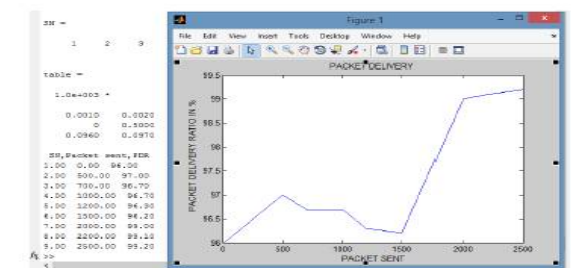 SN =
1 2 3
table =
1.0e+003 *
0.0010 0.0020
0 0.5000
0.0960 0.0970
SN,Packet sent,PDR
1.00 0.00 96.00
2.00 500.00 97.00
3.00 700.00 96.70
4.00 1000.00 96.70
5.00 1200.00 96.30
6.00 1500.00 96.20
7.00 2000.00 99.00
8.00 2200.00 99.10
9.00 2500.00 99.20
fx >>
Figure 1
File Edit View Insert Tools Desktop Window Help
PACKET DELIVERY
PACKET DELIVERY RATIO IN %
99.5
99
98.5
98
97.5
97
96.5
96
0 500 1000 1500 2000 2500
PACKET SENT